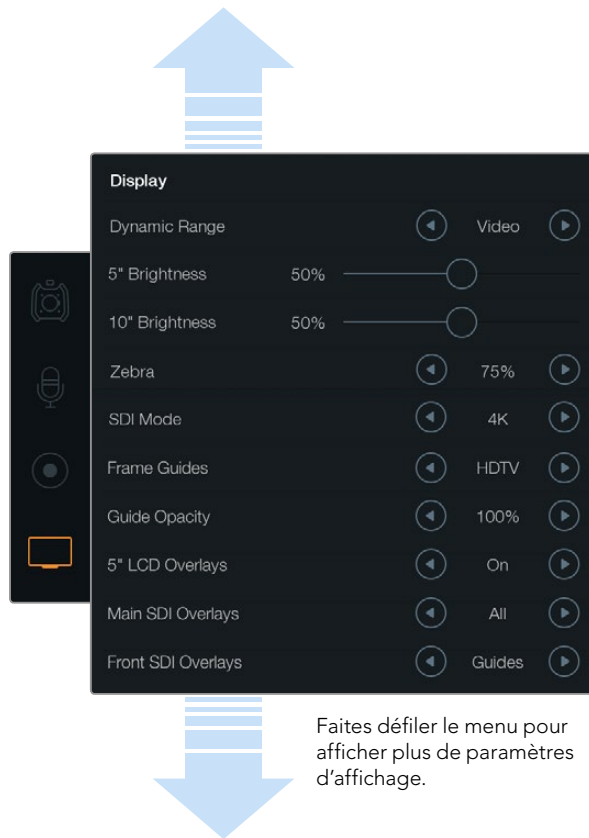 Display
Dynamic Range Video
5" Brightness 50%
10" Brightness 50%
Zebra 75%
SDI Mode 4K
Frame Guides HDTV
Guide Opacity 100%
5" LCD Overlays On
Main SDI Overlays All
Front SDI Overlays Guides
Faites défiler le menu pour
afficher plus de paramètres
d’affichage.